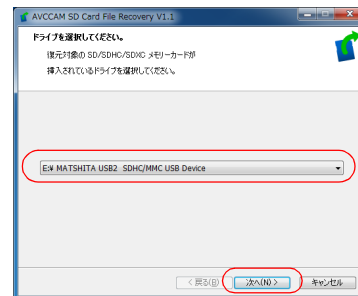 AVCCAM SD Card File Recovery V1.1
ドライブを選択してください。
復元対象の SD/SDHC/SDXC メモリーカードが
挿入されているドライブを選択してください。
E:¥ MATSHITA USB2 SDHC/MMC USB Device
< 戻る(B)
次へ(N) >
キャンセル